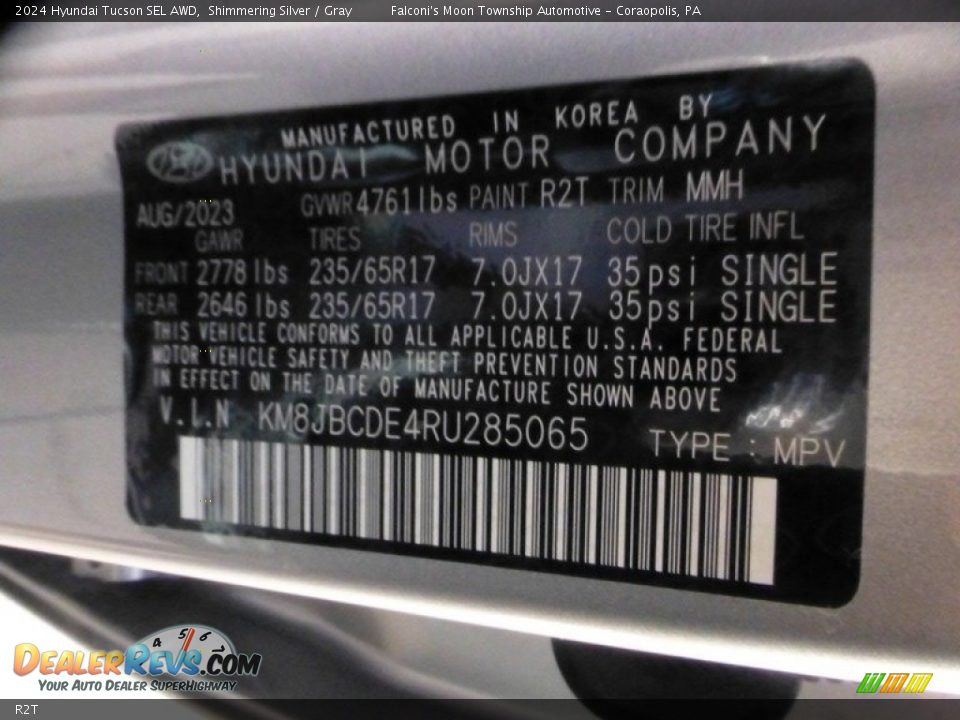 2024 Hyundai Tucson SEL AWD, Shimmering Silver / Gray Falconi's Moon Township Automotive - Coraopolis, PA
MANUFACTURED IN KOREA BY
HYUNDAI MOTOR COMPANY
AUG/2023 GVWR 4761lbs PAINT R2T TRIM MMH
GAWR TIRES RIMS COLD TIRE INFL
FRONT 2778 lbs 235/65R17 7.0JX17 35psi SINGLE
REAR 2646 lbs 235/65R17 7.0JX17 35psi SINGLE
THIS VEHICLE CONFORMS TO ALL APPLICABLE U.S.A. FEDERAL
MOTOR VEHICLE SAFETY AND THEFT PREVENTION STANDARDS
IN EFFECT ON THE DATE OF MANUFACTURE SHOWN ABOVE
V.I.N KM8JBCDE4RU285065 TYPE : MPV
4 5 6
DEALERREVS.COM
YOUR AUTO DEALER SUPERHIGHWAY
R2T